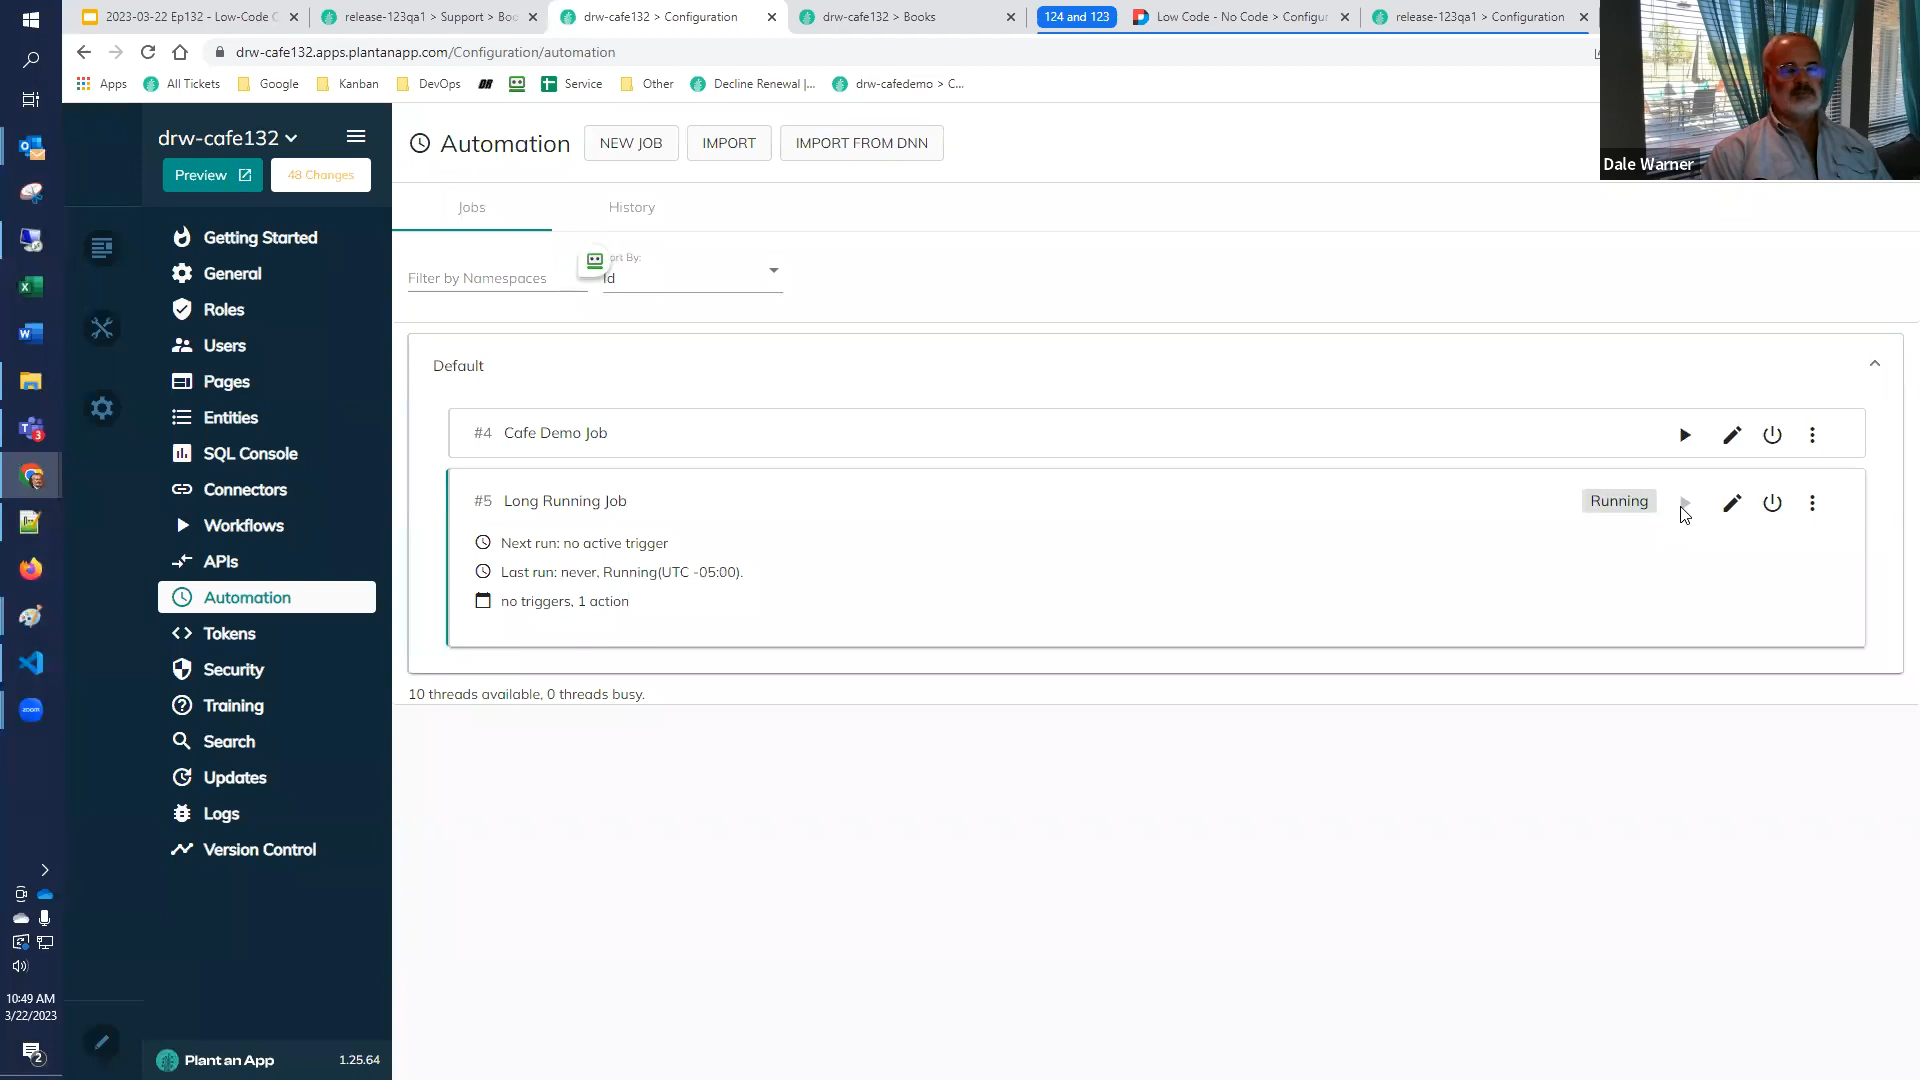 2023-03-22 Ep132 - Low-Code C
release-123qa1 > Support > Boo
drw-cafe132 > Configuration
drw-cafe132 > Books
124 and 123
Low Code - No Code > Configur
release-123qa1 > Configuration
drw-cafe132.apps.plantanapp.com/Configuration/automation
Apps
All Tickets
Google
Kanban
DevOps
Service
Other
Decline Renewal |...
drw-cafedemo > C...
Dale Warner
drw-cafe132
Preview
48 Changes
Getting Started
General
Roles
Users
Pages
Entities
SQL Console
Connectors
Workflows
APIs
Automation
Tokens
Security
Training
Search
Updates
Logs
Version Control
Plant an App
1.25.64
Automation
NEW JOB
IMPORT
IMPORT FROM DNN
Jobs
History
Filter by Namespaces
ort By:
Id
Default
#4 Cafe Demo Job
#5 Long Running Job
Running
Next run: no active trigger
Last run: never, Running(UTC -05:00).
no triggers, 1 action
10 threads available, 0 threads busy.
10:49 AM
3/22/2023
2
3
zoom